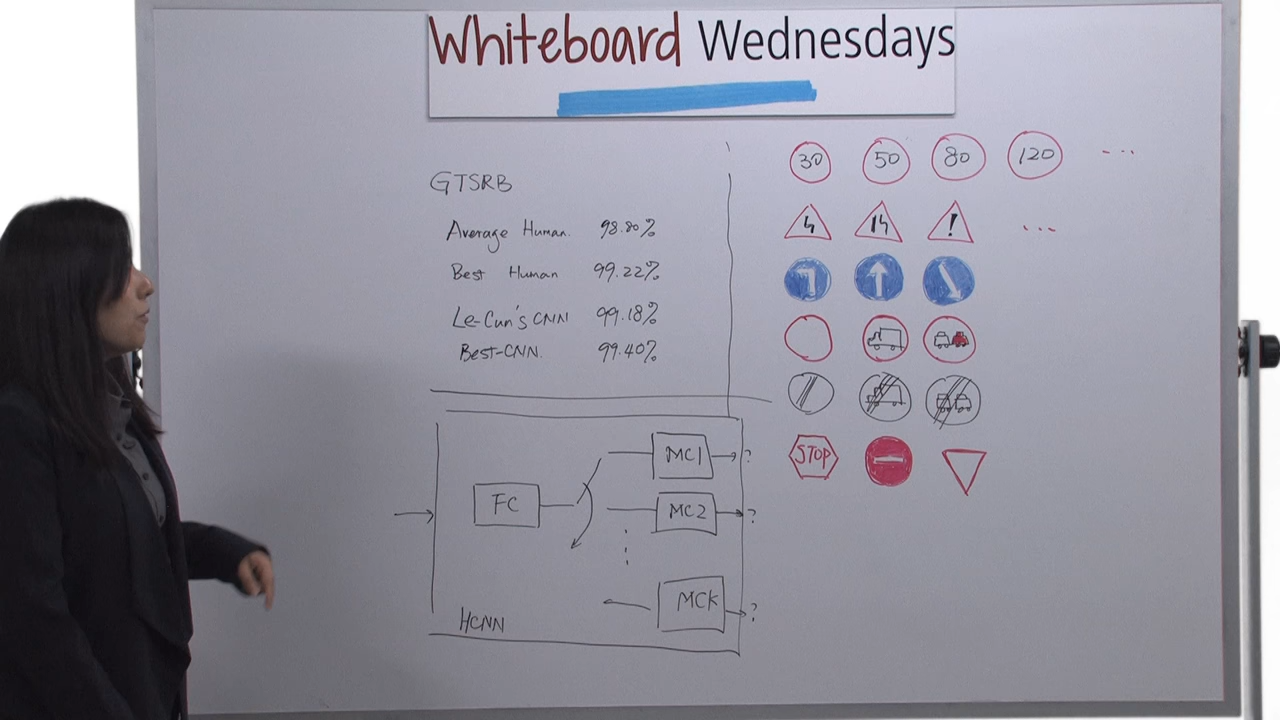 Whiteboard Wednesdays
GTSRB
Average Human. 98.80%
Best Human 99.22%
Le-Cun's CNN 99.18%
Best-CNN. 99.40%
30 50 80 120 ...
! ...
STOP
FC
MC1 ?
MC2 ?
MCK ?
HCNN